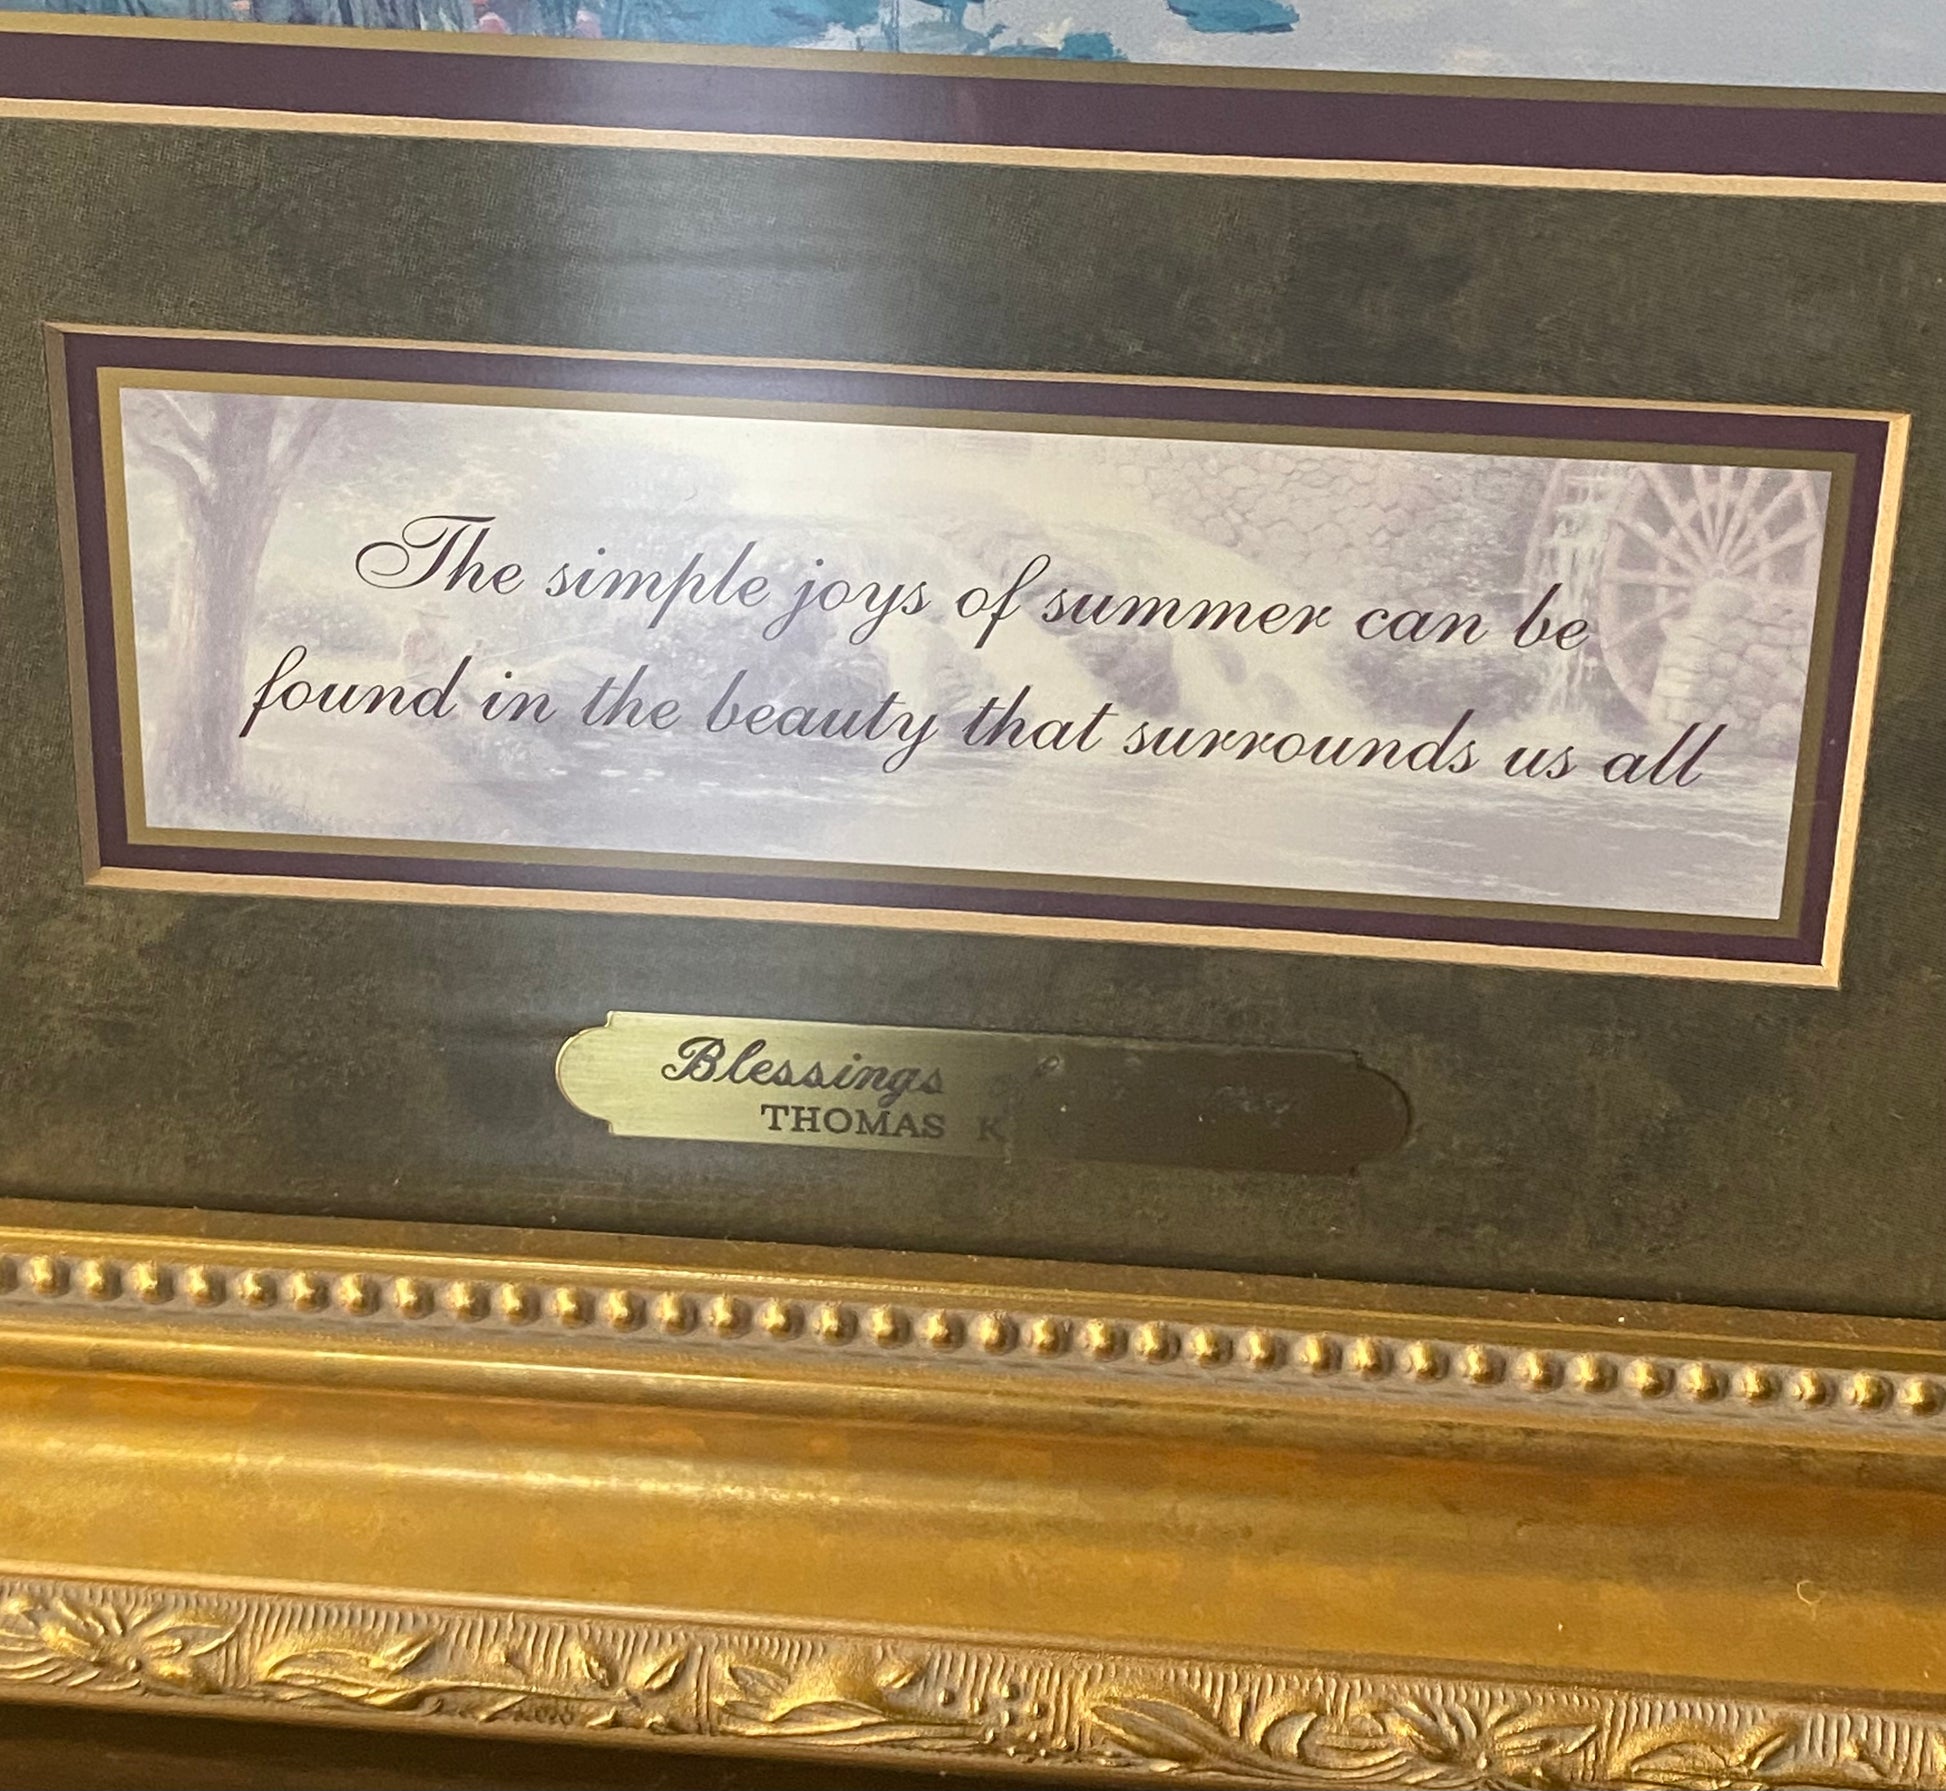 The simple joys of summer can be
found in the beauty that surrounds us all
Blessings
THOMAS K